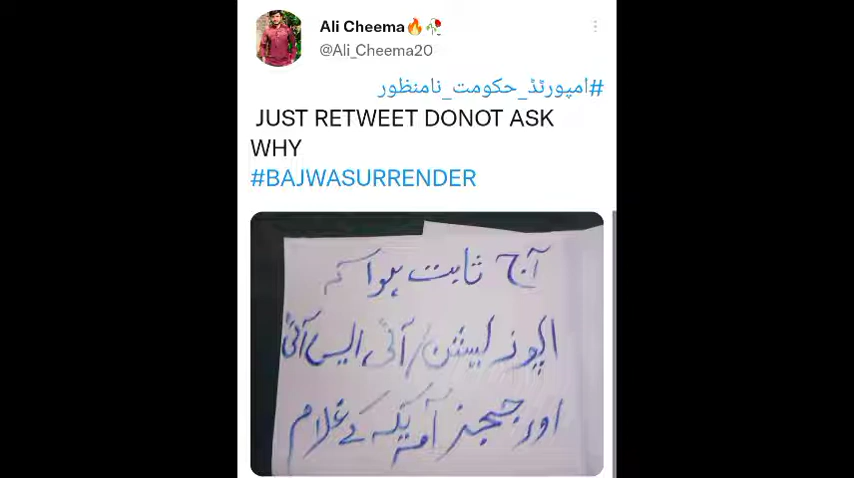 Ali Cheema🔥🥀
@Ali_Cheema20
#امپورٹڈ_حکومت_نامنظور
JUST RETWEET DONOT ASK
WHY
#BAJWASURRENDER
آج ثابت ہوا کہ
اپوزیشن/آئی ایس آئی
اور ججز امریکہ کے غلام